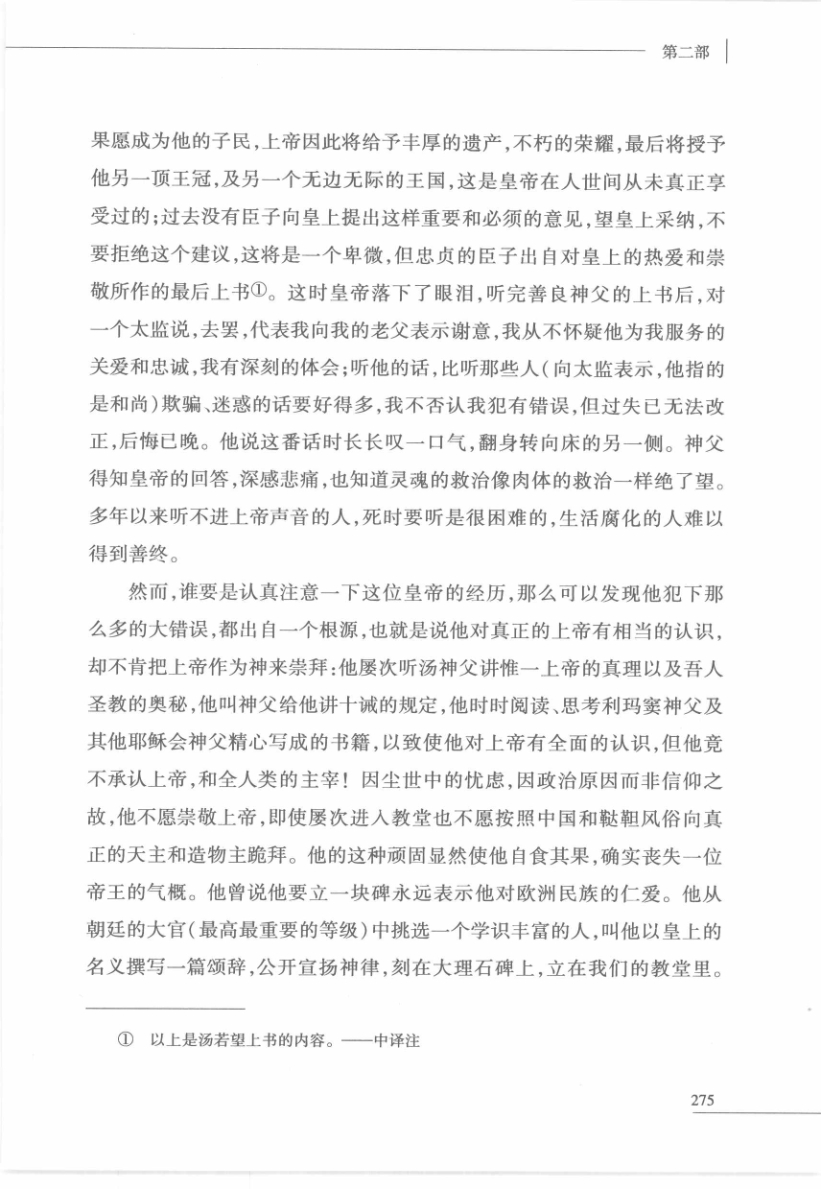 第二部
果愿成为他的子民,上帝因此将给予丰厚的遗产,不朽的荣耀,最后将授予
他另一顶王冠,及另一个无边无际的王国,这是皇帝在人世间从未真正享
受过的;过去没有臣子向皇上提出这样重要和必须的意见,望皇上采纳,不
要拒绝这个建议,这将是一个卑微,但忠贞的臣子出自对皇上的热爱和崇
敬所作的最后上书①。这时皇帝落下了眼泪,听完善良神父的上书后,对
一个太监说,去罢,代表我向我的老父表示谢意,我从不怀疑他为我服务的
关爱和忠诚,我有深刻的体会;听他的话,比听那些人(向太监表示,他指的
是和尚)欺骗、迷惑的话要好得多,我不否认我犯有错误,但过失已无法改
正,后悔已晚。他说这番话时长长叹一口气,翻身转向床的另一侧。神父
得知皇帝的回答,深感悲痛,也知道灵魂的救治像肉体的救治一样绝了望。
多年以来听不进上帝声音的人,死时要听是很困难的,生活腐化的人难以
得到善终。
然而,谁要是认真注意一下这位皇帝的经历,那么可以发现他犯下那
么多的大错误,都出自一个根源,也就是说他对真正的上帝有相当的认识,
却不肯把上帝作为神来崇拜:他屡次听汤神父讲惟一上帝的真理以及吾人
圣教的奥秘,他叫神父给他讲十诫的规定,他时时阅读、思考利玛窦神父及
其他耶稣会神父精心写成的书籍,以致使他对上帝有全面的认识,但他竟
不承认上帝,和全人类的主宰!因尘世中的忧虑,因政治原因而非信仰之
故,他不愿崇敬上帝,即使屡次进入教堂也不愿按照中国和鞑靼风俗向真
正的天主和造物主跪拜。他的这种顽固显然使他自食其果,确实丧失一位
帝王的气概。他曾说他要立一块碑永远表示他对欧洲民族的仁爱。他从
朝廷的大官(最高最重要的等级)中挑选一个学识丰富的人,叫他以皇上的
名义撰写一篇颂辞,公开宣扬神律,刻在大理石碑上,立在我们的教堂里。
① 以上是汤若望上书的内容。——中译注
275